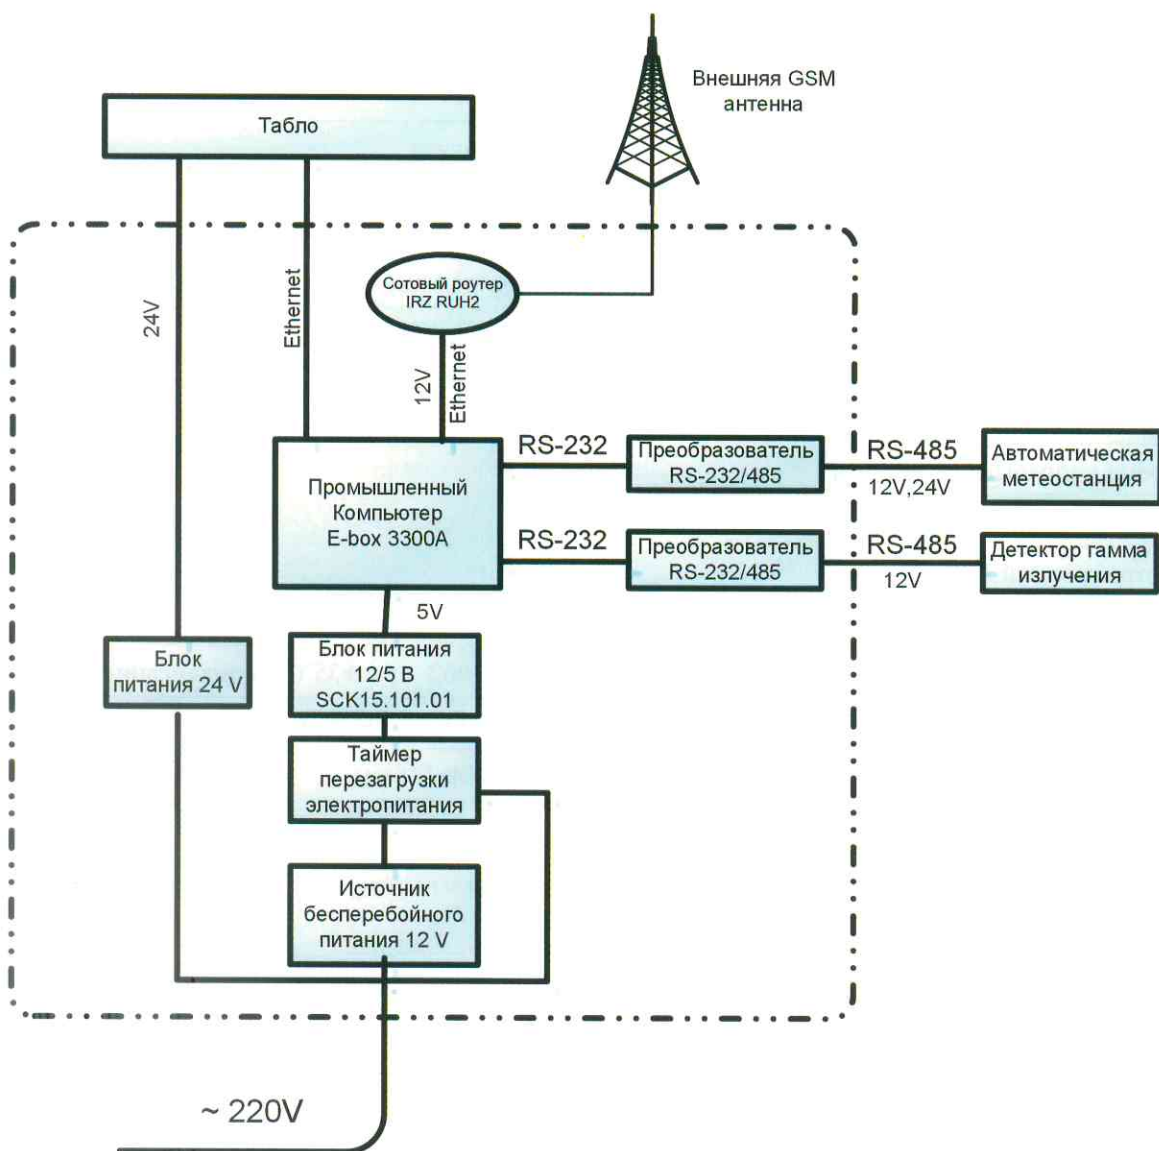 Внешняя GSM
антенна
Табло
Сотовый роутер
IRZ RUH2
24V
Ethernet
12V
Ethernet
Промышленный
Компьютер
E-box 3300A
RS-232
Преобразователь
RS-232/485
RS-485
12V,24V
Автоматическая
метеостанция
RS-232
Преобразователь
RS-232/485
RS-485
12V
Детектор гамма
излучения
5V
Блок
питания 24 V
Блок питания
12/5 В
SCK15.101.01
Таймер
перезагрузки
электропитания
Источник
бесперебойного
питания 12 V
~ 220V